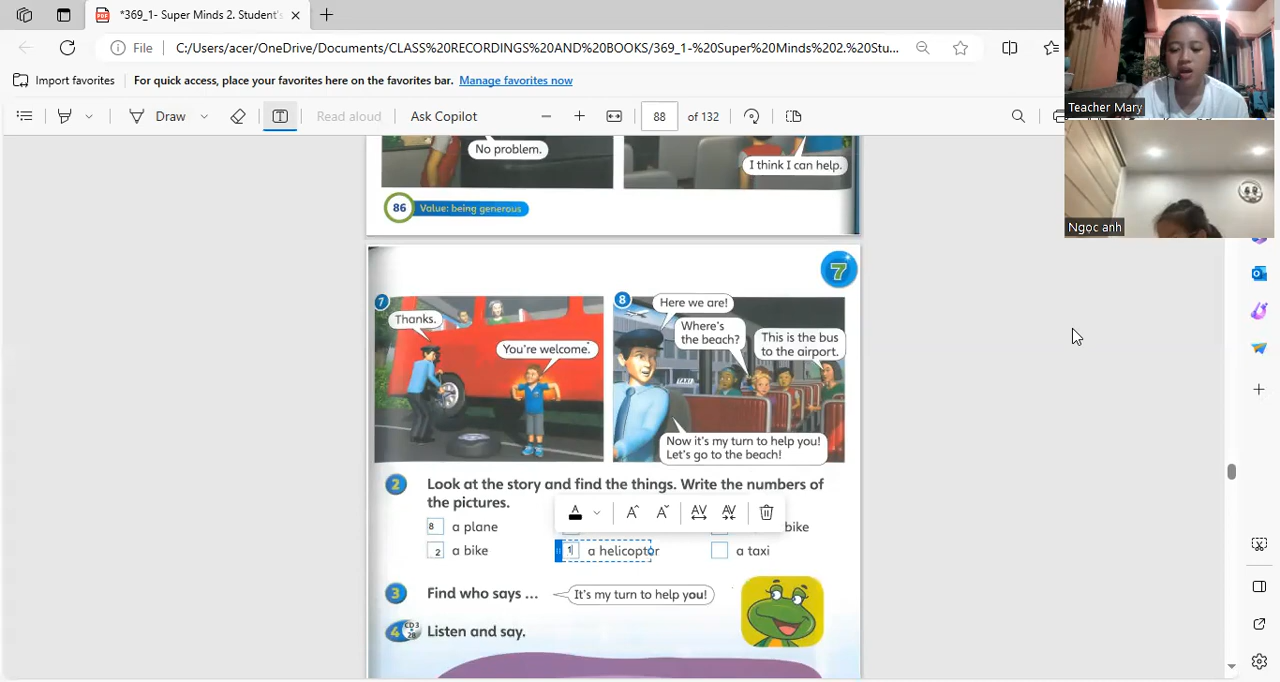 *369_1- Super Minds 2. Student's
File
C:/Users/acer/OneDrive/Documents/CLASS%20RECORDINGS%20AND%20BOOKS/369_1-%20Super%20Minds%202.%20Stu...
Import favorites
For quick access, place your favorites here on the favorites bar. Manage favorites now
Draw
Read aloud
Ask Copilot
88 of 132
Teacher Mary
Ngọc anh
No problem.
I think I can help.
86 Value: being generous
7
7
Thanks.
You're welcome.
8
Here we are!
Where's
the beach?
This is the bus
to the airport.
Now it's my turn to help you!
Let's go to the beach!
2 Look at the story and find the things. Write the numbers of
the pictures.
8 a plane
bike
2 a bike
1 a helicopter
a taxi
3 Find who says ... It's my turn to help you!
4 CD3
28 Listen and say.